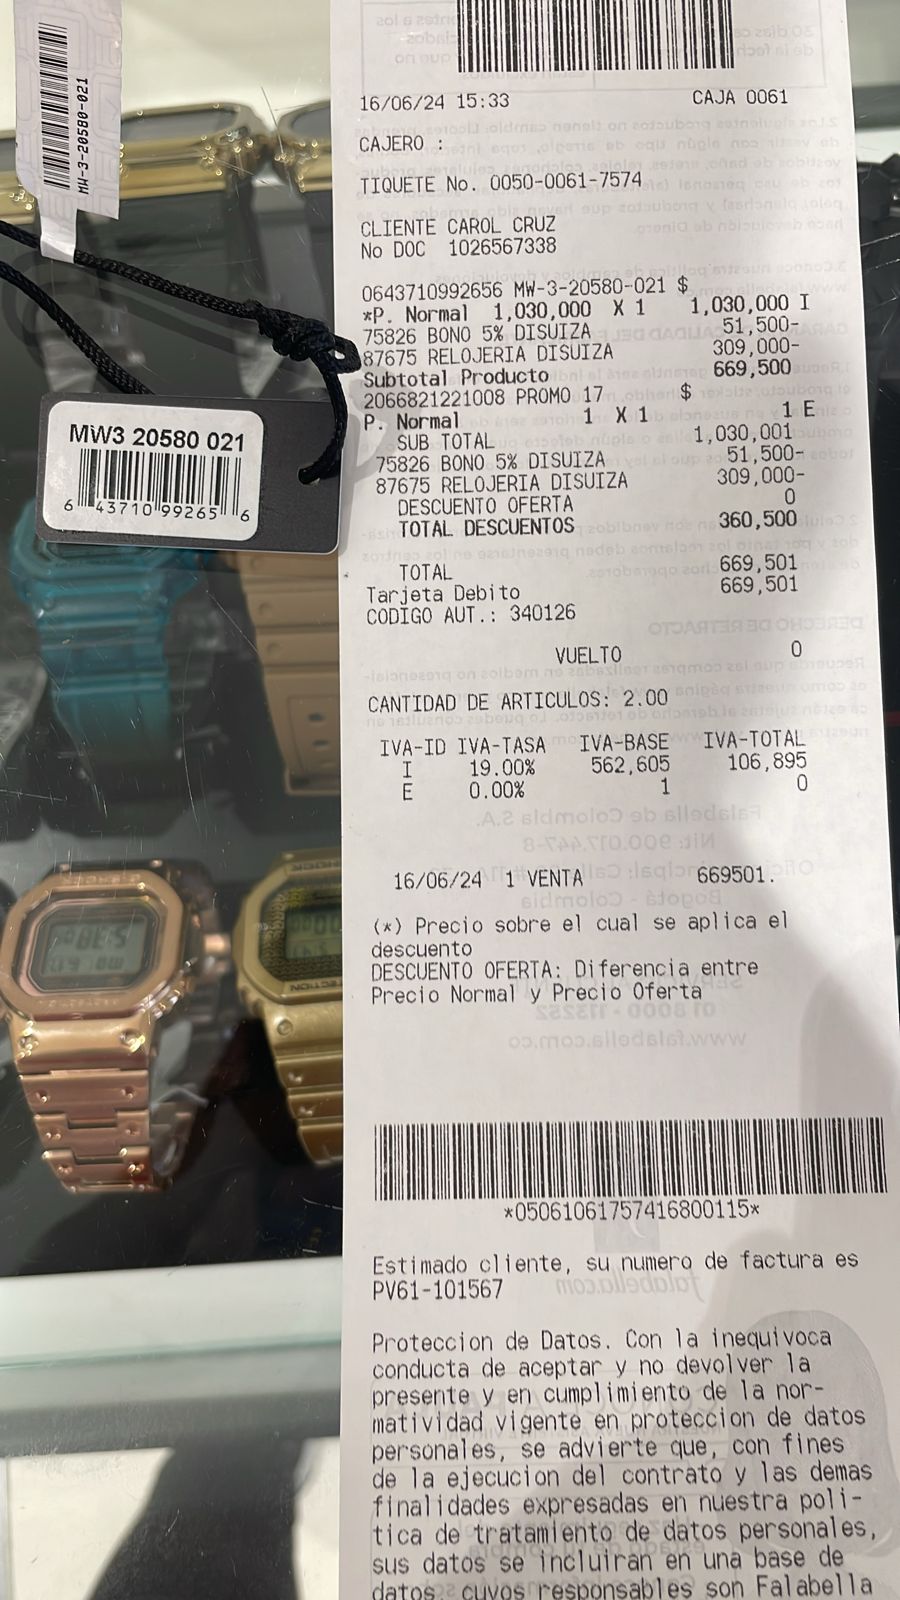 MW-3-20580-021
MW3 20580 021
6 43710 99265 6
16/06/24 15:33 CAJA 0061
CAJERO :
TIQUETE No. 0050-0061-7574
CLIENTE CAROL CRUZ
No DOC 1026567338
0643710992656 MW-3-20580-021 $
*P. Normal 1,030,000 X 1 1,030,000 I
75826 BONO 5% DISUIZA 51,500-
87675 RELOJERIA DISUIZA 309,000-
Subtotal Producto 669,500
2066821221008 PROMO 17 $
P. Normal 1 X 1 1 E
SUB TOTAL 1,030,001
75826 BONO 5% DISUIZA 51,500-
87675 RELOJERIA DISUIZA 309,000-
DESCUENTO OFERTA 0
TOTAL DESCUENTOS 360,500
TOTAL 669,501
Tarjeta Debito 669,501
CODIGO AUT.: 340126
VUELTO 0
CANTIDAD DE ARTICULOS: 2.00
IVA-ID IVA-TASA IVA-BASE IVA-TOTAL
I 19.00% 562,605 106,895
E 0.00% 1 0
16/06/24 1 VENTA 669501.
(*) Precio sobre el cual se aplica el
descuento
DESCUENTO OFERTA: Diferencia entre
Precio Normal y Precio Oferta
*05061061757416800115*
Estimado cliente, su numero de factura es
PV61-101567
Proteccion de Datos. Con la inequivoca
conducta de aceptar y no devolver la
presente y en cumplimiento de la nor-
matividad vigente en proteccion de datos
personales, se advierte que, con fines
de la ejecucion del contrato y las demas
finalidades expresadas en nuestra poli-
tica de tratamiento de datos personales,
sus datos se incluiran en una base de
datos, cuyos responsables son Falabella